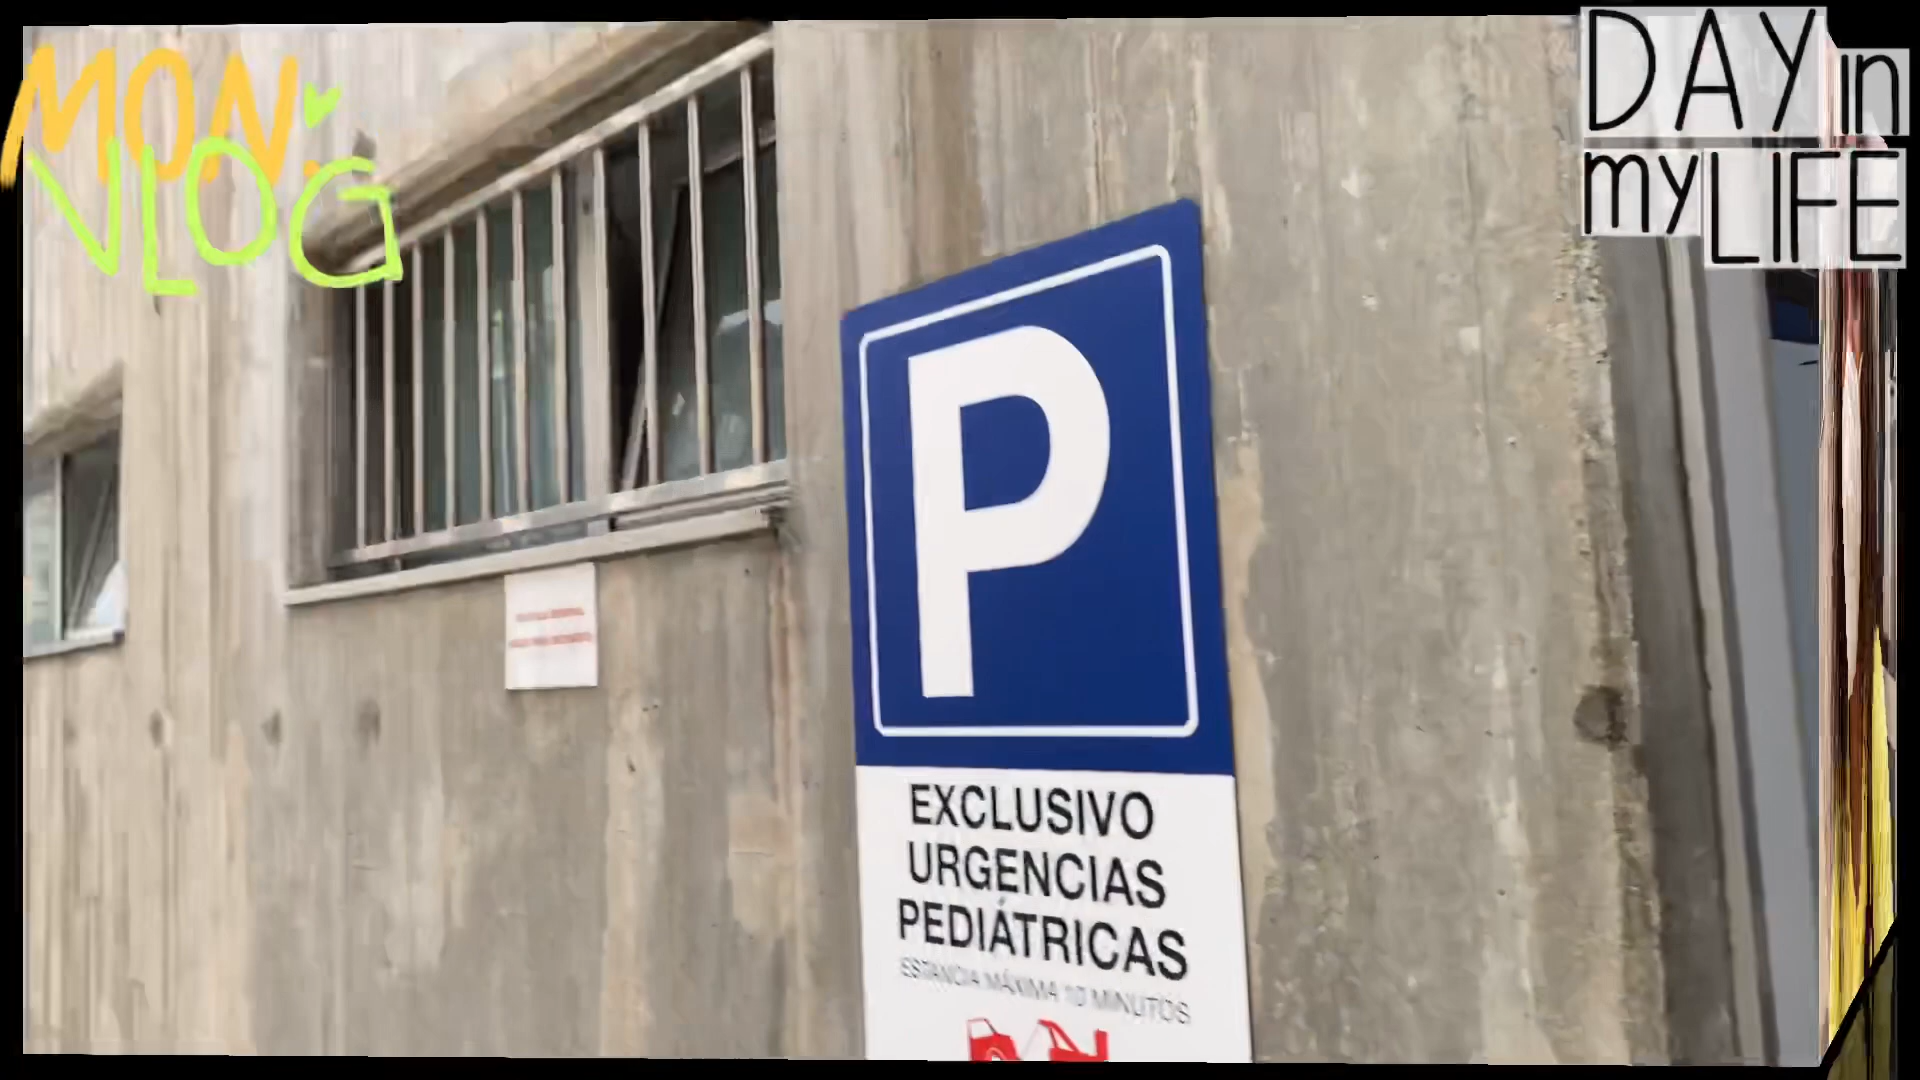 MON.
VLOG
DAY in
my LIFE
P
EXCLUSIVO
URGENCIAS
PEDIÁTRICAS
ESTANCIA MÁXIMA 10 MINUTOS